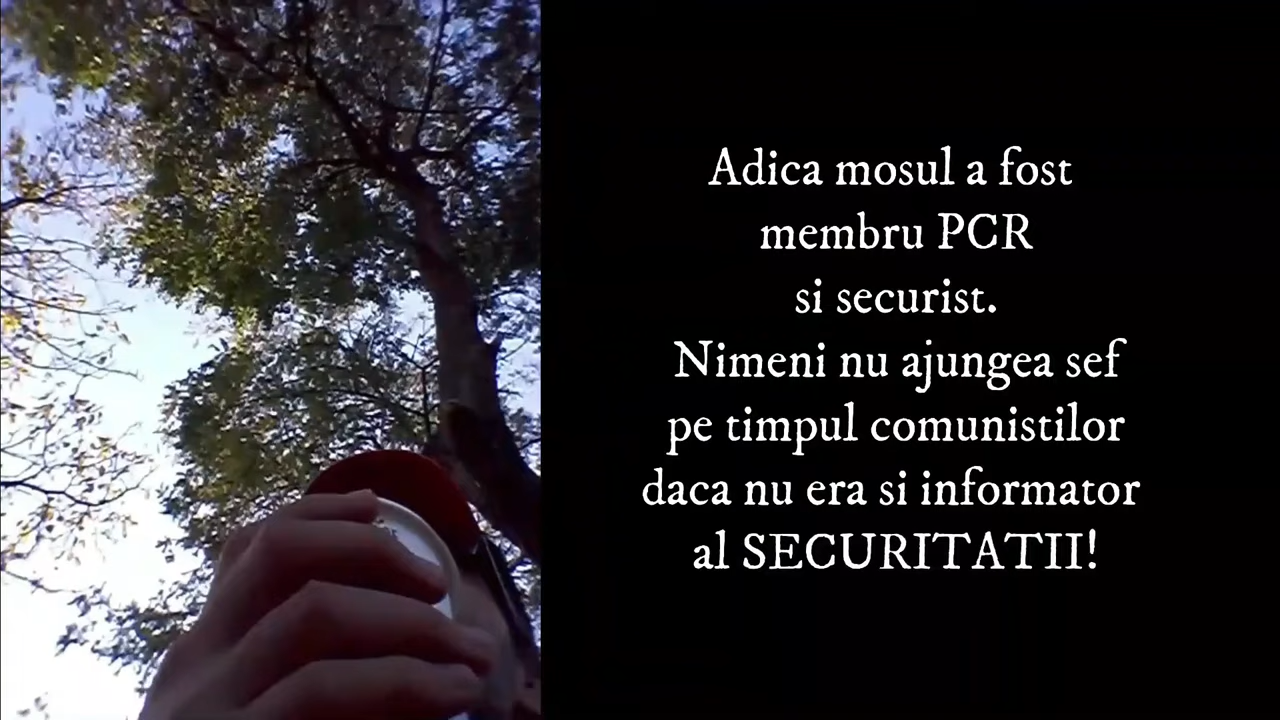 Adica mosul a fost
membru PCR
si securist.
Nimeni nu ajungea sef
pe timpul comunistilor
daca nu era si informator
al SECURITATII!